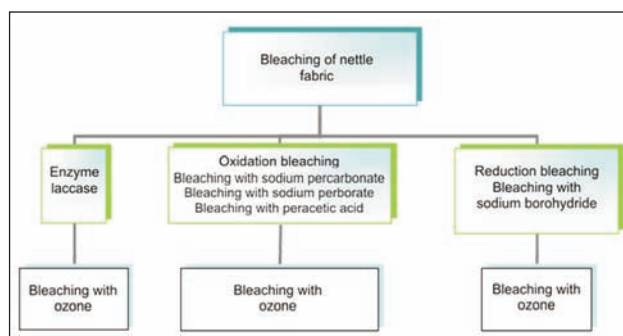 Bleaching of nettle
fabric
Enzyme
laccase
Oxidation bleaching
Bleaching with sodium percarbonate
Bleaching with sodium perborate
Bleaching with peracetic acid
Reduction bleaching
Bleaching with
sodium borohydride
Bleaching with
ozone
Bleaching with
ozone
Bleaching with
ozone